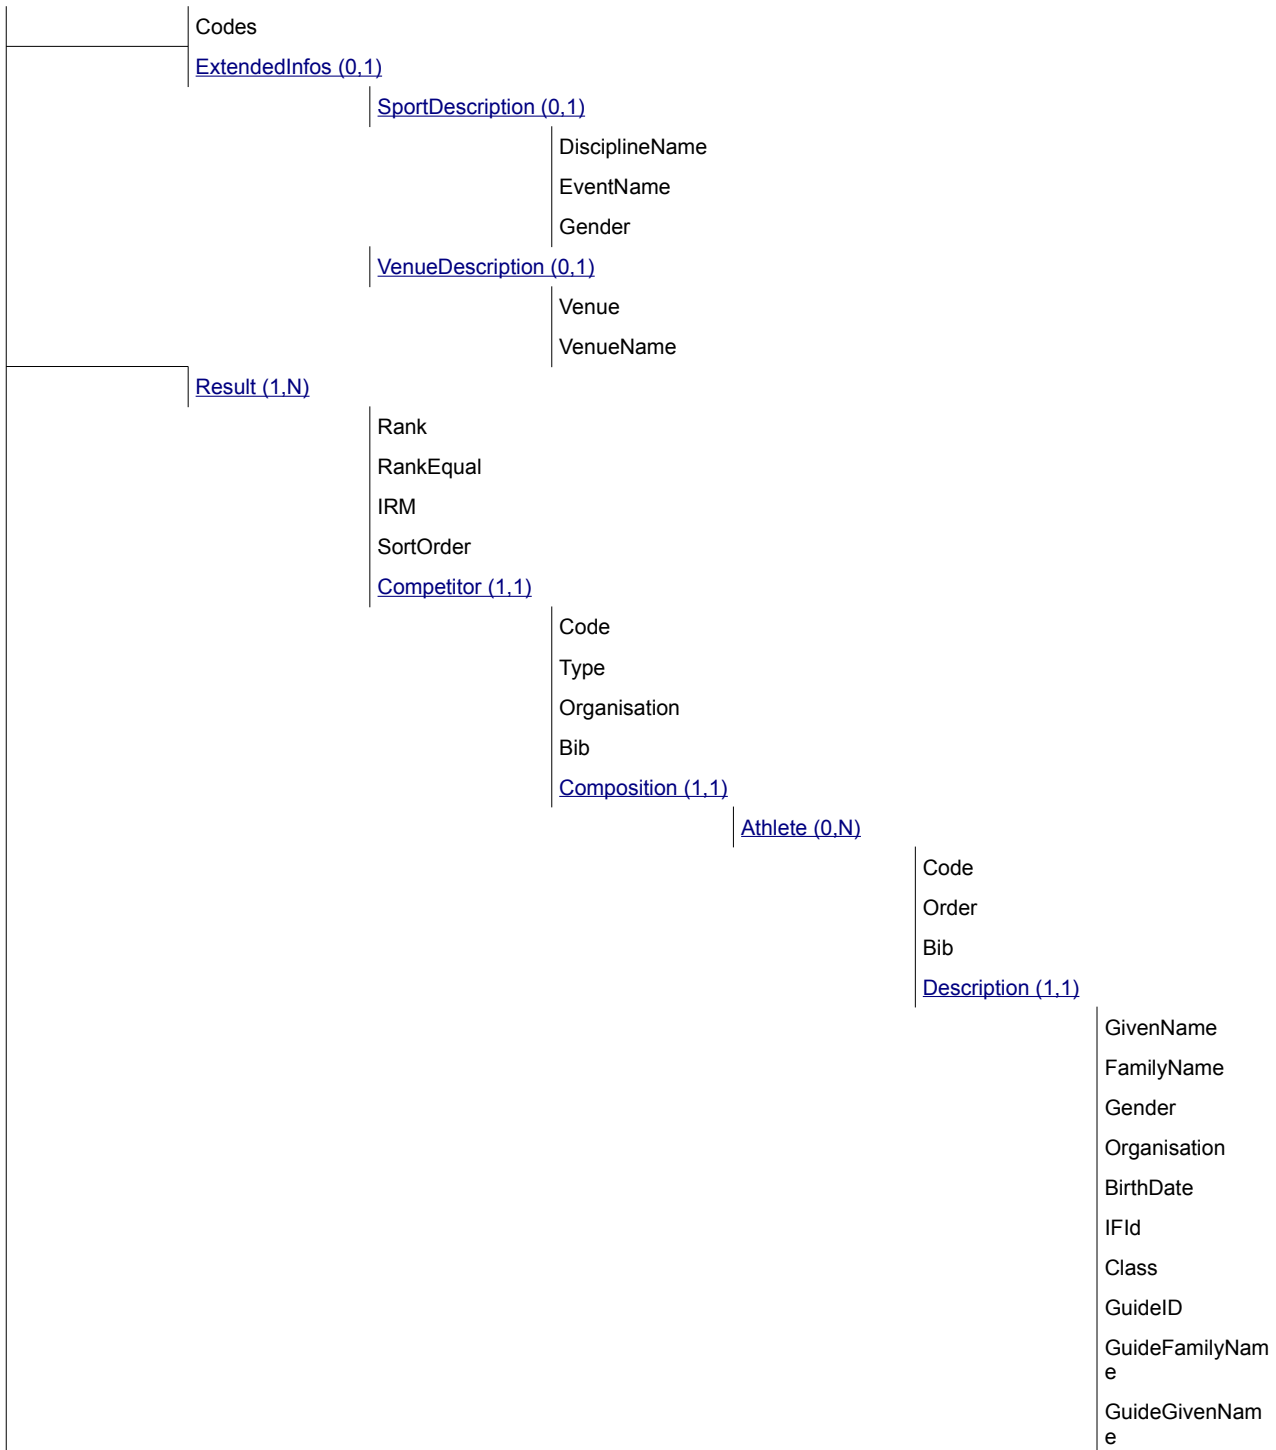 Codes
ExtendedInfos (0,1)
SportDescription (0,1)
DisciplineName
EventName
Gender
VenueDescription (0,1)
Venue
VenueName
Result (1,N)
Rank
RankEqual
IRM
SortOrder
Competitor (1,1)
Code
Type
Organisation
Bib
Composition (1,1)
Athlete (0,N)
Code
Order
Bib
Description (1,1)
GivenName
FamilyName
Gender
Organisation
BirthDate
IFId
Class
GuideID
GuideFamilyNam
e
GuideGivenNam
e